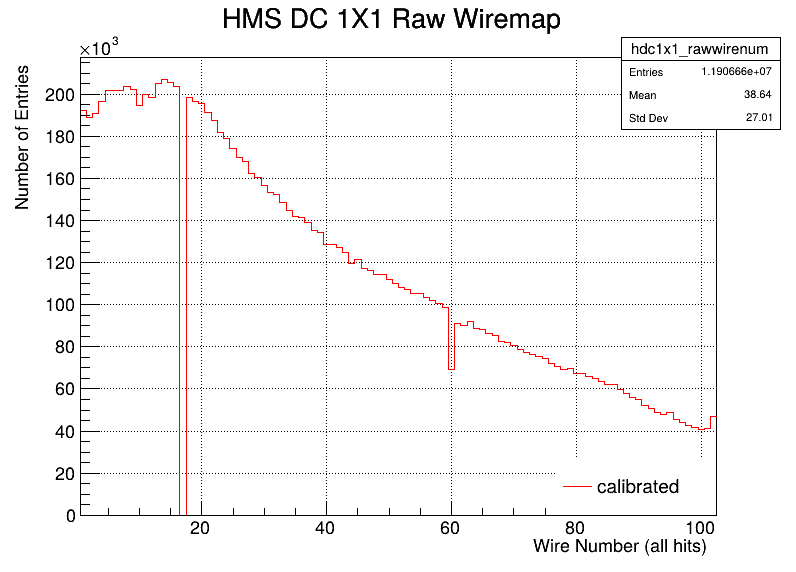 HMS DC 1X1 Raw Wiremap
×10³
hdc1x1_rawwirenum
Entries 1.190666e+07
Mean 38.64
Std Dev 27.01
Number of Entries
200
180
160
140
120
100
80
60
40
20
0
calibrated
20 40 60 80 100
Wire Number (all hits)